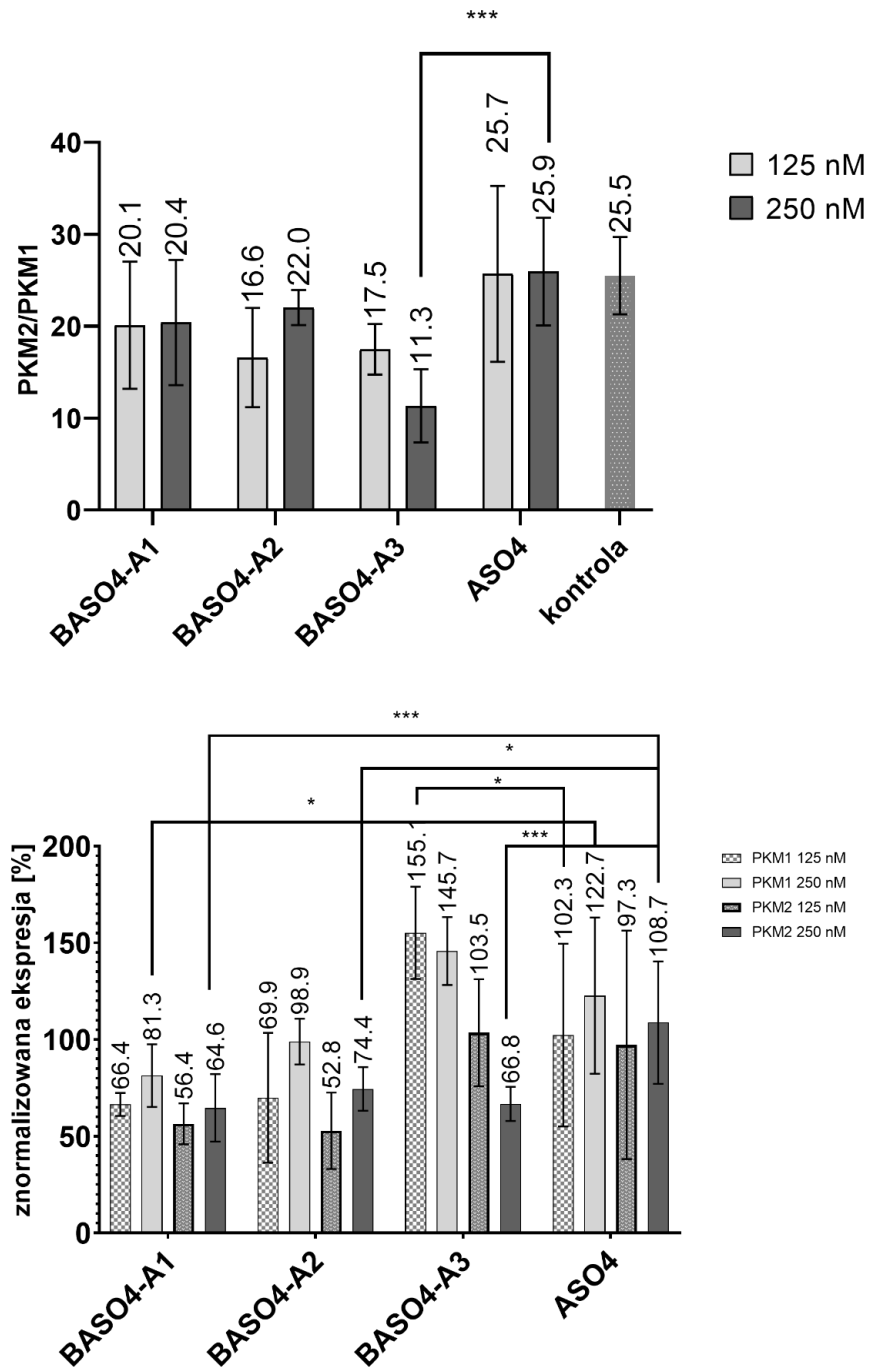 ***
40
30
20
10
0
PKM2/PKM1
20.1
20.4
16.6
22.0
17.5
11.3
25.7
25.9
25.5
125 nM
250 nM
BASO4-A1
BASO4-A2
BASO4-A3
ASO4
kontrola
***
*
*
*
***
200
150
100
50
0
znormalizowana ekspresja [%]
66.4
81.3
56.4
64.6
69.9
98.9
52.8
74.4
155.1
145.7
103.5
66.8
102.3
122.7
97.3
108.7
PKM1 125 nM
PKM1 250 nM
PKM2 125 nM
PKM2 250 nM
BASO4-A1
BASO4-A2
BASO4-A3
ASO4